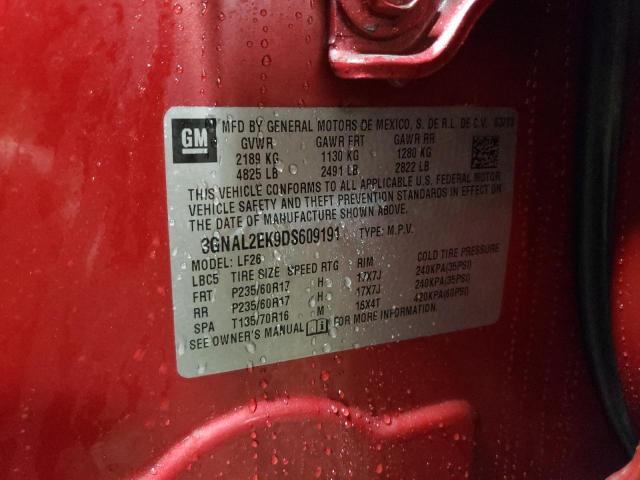 GM
MFD BY GENERAL MOTORS DE MEXICO, S. DE R.L. DE C.V. 03/13
GVWR GAWR FRT GAWR RR
2189 KG 1130 KG 1280 KG
4825 LB 2491 LB 2822 LB
THIS VEHICLE CONFORMS TO ALL APPLICABLE U.S. FEDERAL MOTOR
VEHICLE SAFETY AND THEFT PREVENTION STANDARDS IN EFFECT ON
THE DATE OF MANUFACTURE SHOWN ABOVE.
3GNAL2EK9DS609191 TYPE: M.P.V.
MODEL: LF26
LBC5 TIRE SIZE SPEED RTG RIM COLD TIRE PRESSURE
FRT P235/60R17 H 17X7J 240KPA(35PSI)
RR P235/60R17 H 17X7J 240KPA(35PSI)
SPA T135/70R16 M 16X4T 420KPA(60PSI)
SEE OWNER'S MANUAL FOR MORE INFORMATION.